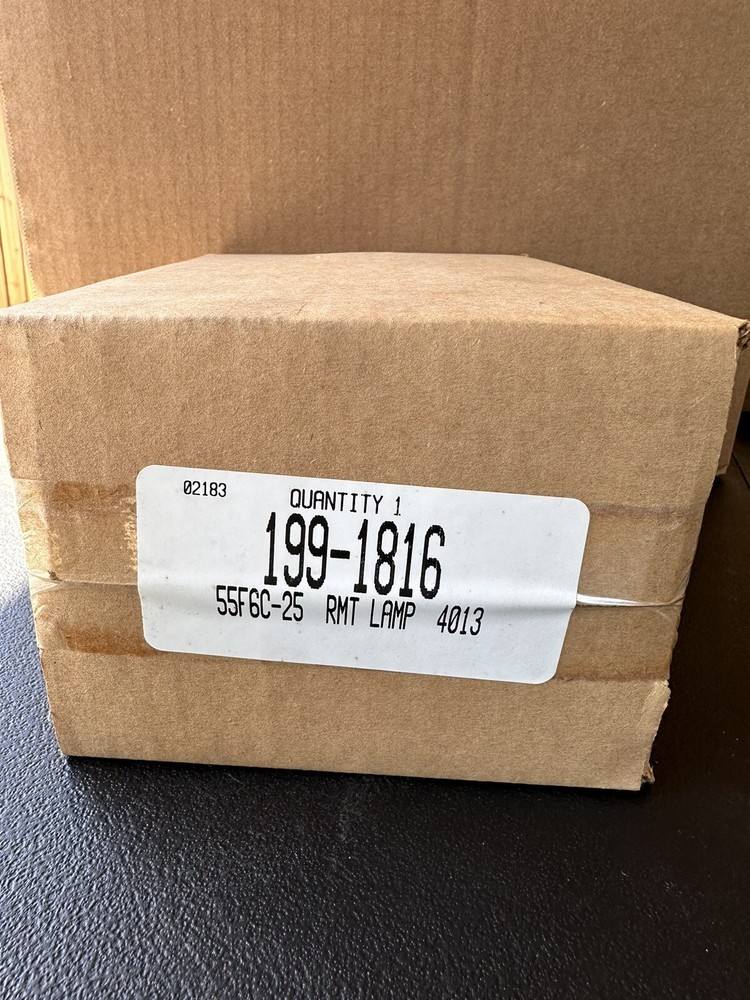 02183
QUANTITY 1
199-1816
55F6C-25 RMT LAMP 4013